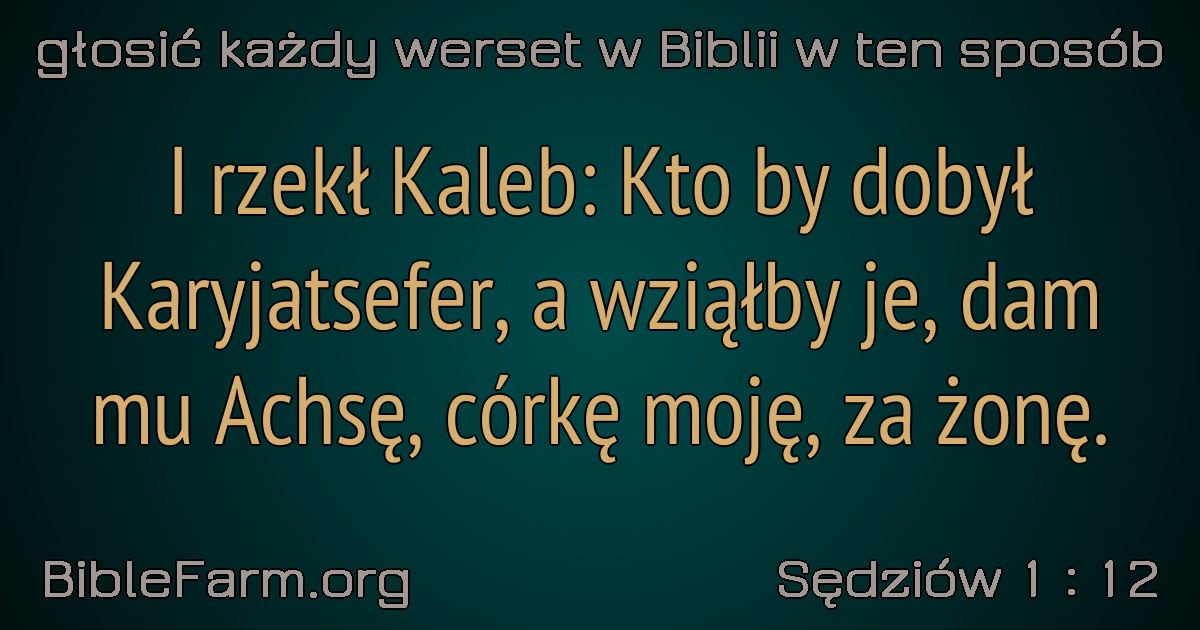 głosić każdy werset w Biblii w ten sposób
I rzekł Kaleb: Kto by dobył
Karyjatsefer, a wziąłby je, dam
mu Achsę, córkę moję, za żonę.
BibleFarm.org
Sędziów 1 : 12